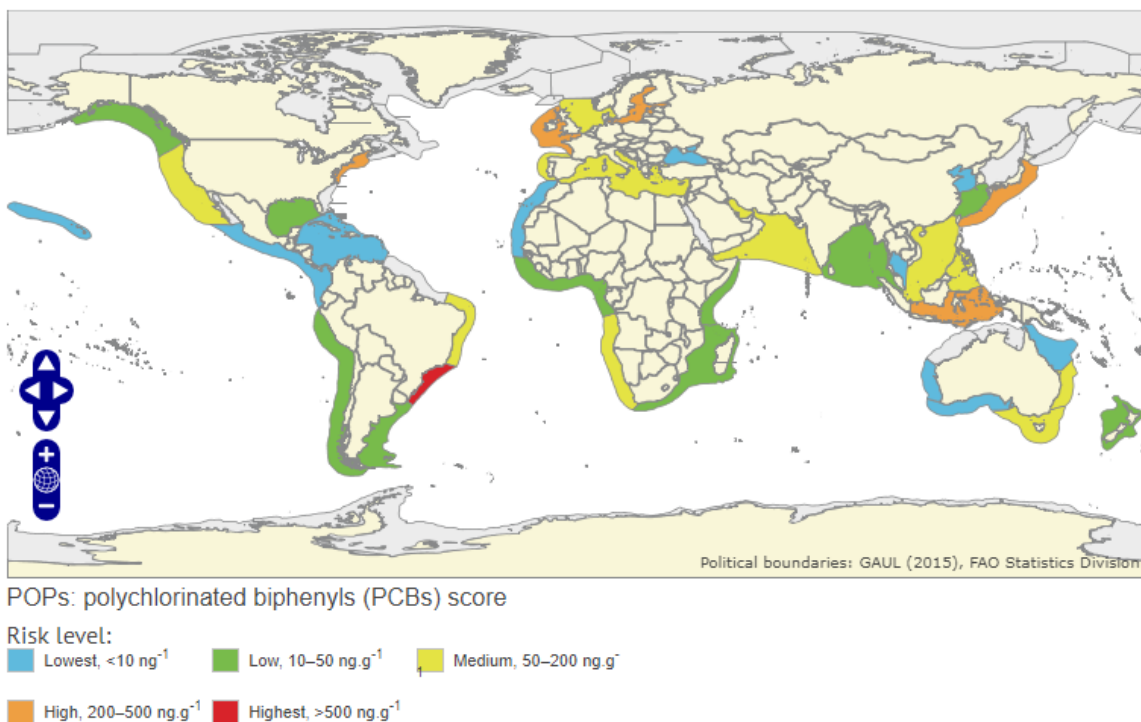 Political boundaries: GAUL (2015), FAO Statistics Division
POPs: polychlorinated biphenyls (PCBs) score
Risk level:
Lowest, <10 ng⁻¹
Low, 10–50 ng.g⁻¹
Medium, 50–200 ng.g⁻
1
High, 200–500 ng.g⁻¹
Highest, >500 ng.g⁻¹